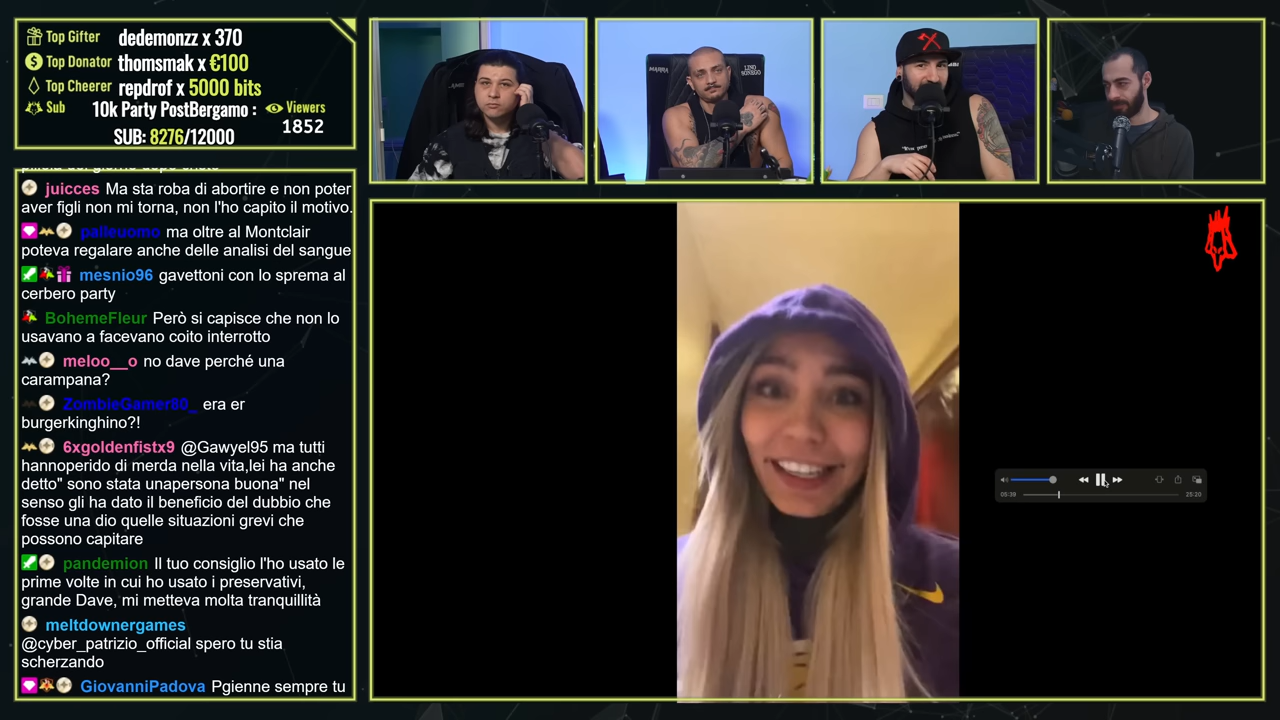 Top Gifter dedemonzz x 370
Top Donator thomsmak x €100
Top Cheerer repdrof x 5000 bits
Sub 10k Party PostBergamo : Viewers
SUB: 8276/12000 1852
juicces Ma sta roba di abortire e non poter
aver figli non mi torna, non l'ho capito il motivo.
palleuomo ma oltre al Montclair
poteva regalare anche delle analisi del sangue
mesnio96 gavettoni con lo sprema al
cerbero party
BohemeFleur Però si capisce che non lo
usavano a facevano coito interrotto
meloo__o no dave perché una
carampana?
ZombieGamer80_ era er
burgerkinghino?!
6xgoldenfistx9 @Gawyel95 ma tutti
hannoperido di merda nella vita,lei ha anche
detto" sono stata unapersona buona" nel
senso gli ha dato il beneficio del dubbio che
fosse una dio quelle situazioni grevi che
possono capitare
pandemion Il tuo consiglio l'ho usato le
prime volte in cui ho usato i preservativi,
grande Dave, mi metteva molta tranquillità
meltdownergames
@cyber_patrizio_official spero tu stia
scherzando
GiovanniPadova Pgienne sempre tu
MARRA
LINO
BONEGO
05:39
25:20